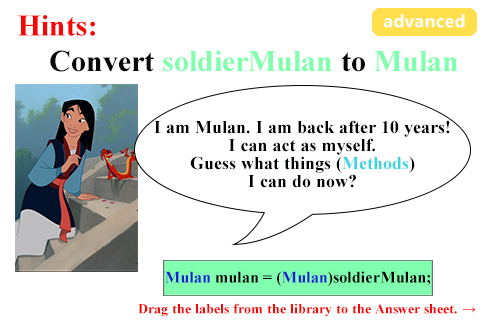 Hints:
advanced
Convert soldierMulan to Mulan
I am Mulan. I am back after 10 years!
I can act as myself.
Guess what things (Methods)
I can do now?
Mulan mulan = (Mulan)soldierMulan;
Drag the labels from the library to the Answer sheet. →